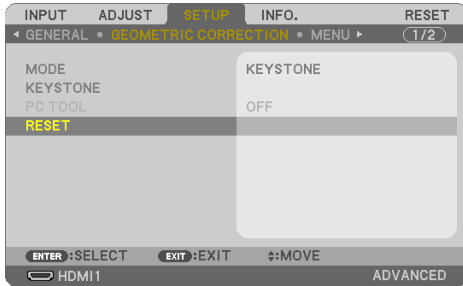 INPUT ADJUST SETUP INFO. RESET
◀ GENERAL • GEOMETRIC CORRECTION • MENU ▶ 1/2
MODE KEYSTONE
KEYSTONE
PC TOOL OFF
RESET
ENTER :SELECT EXIT :EXIT ⬍:MOVE
HDMI1 ADVANCED